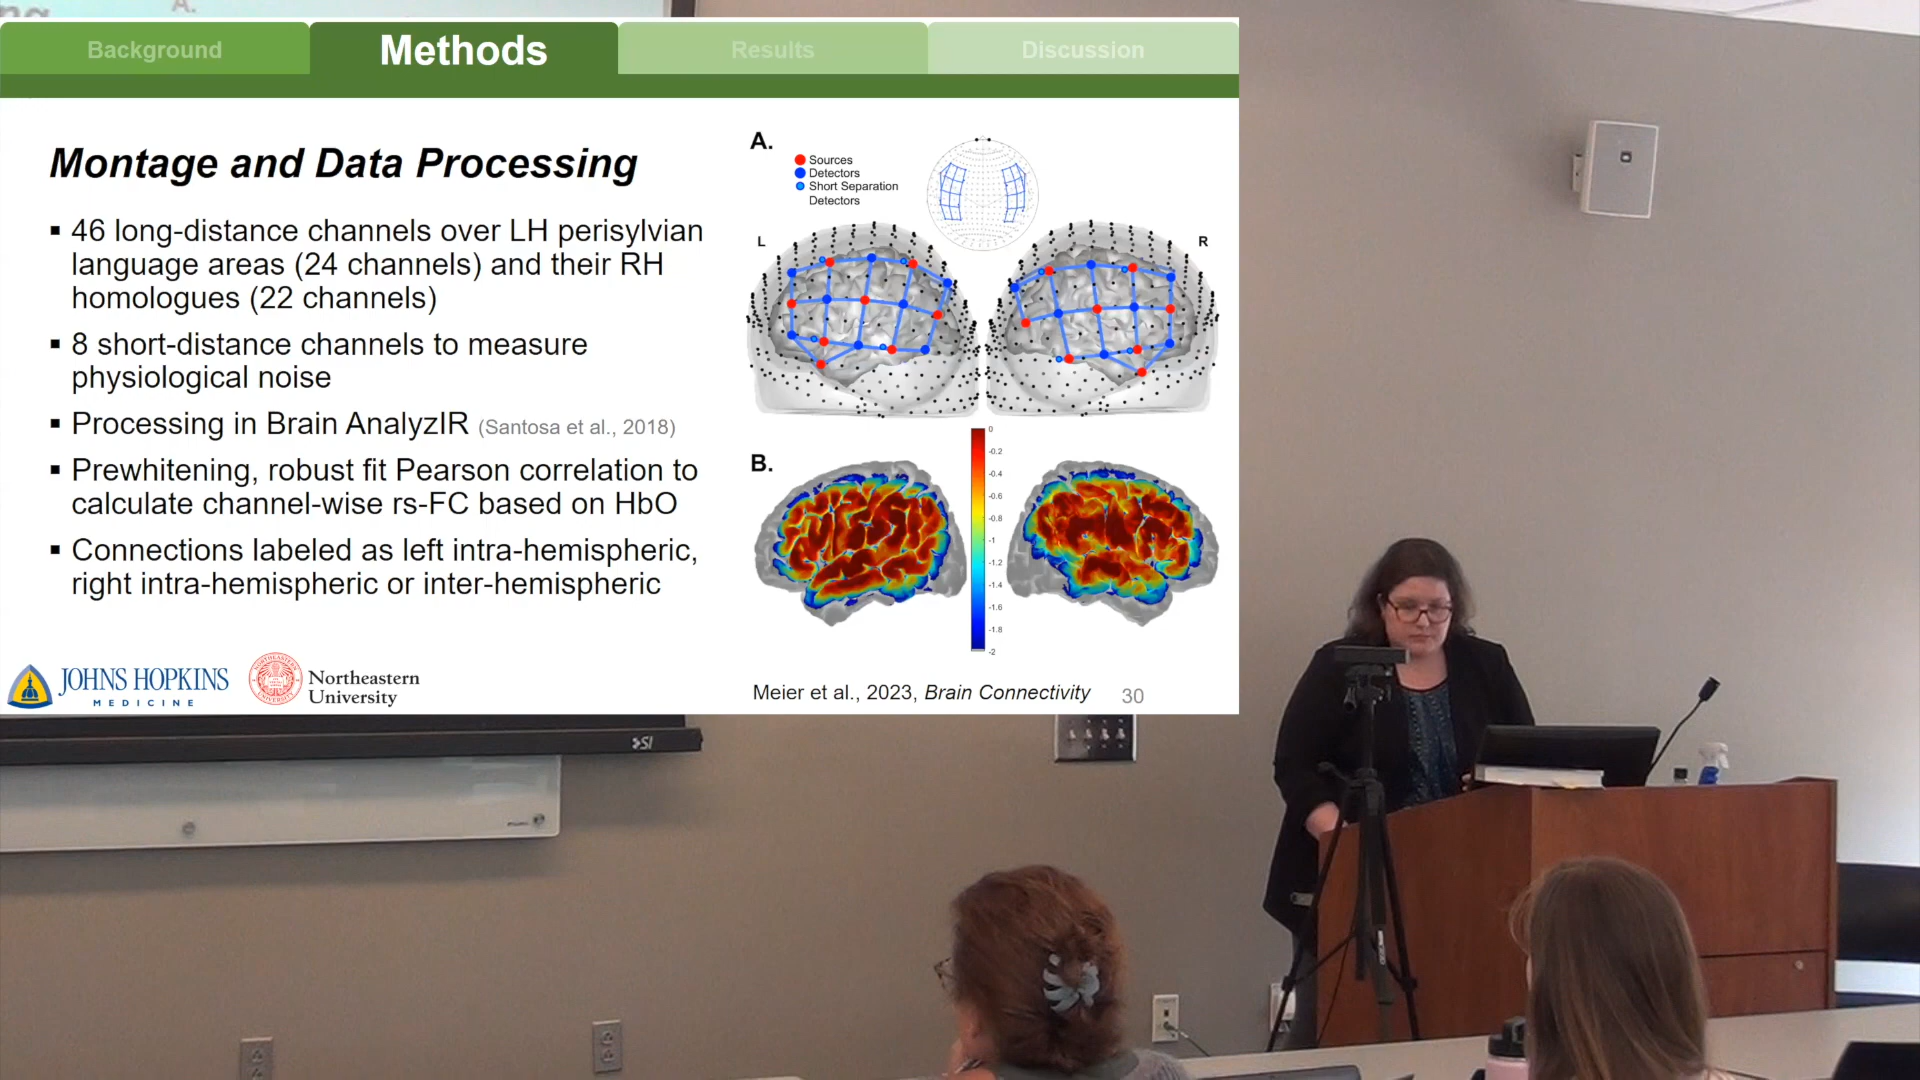 A.
Background
Methods
Results
Discussion
Montage and Data Processing
▪ 46 long-distance channels over LH perisylvian
language areas (24 channels) and their RH
homologues (22 channels)
▪ 8 short-distance channels to measure
physiological noise
▪ Processing in Brain AnalyzIR (Santosa et al., 2018)
▪ Prewhitening, robust fit Pearson correlation to
calculate channel-wise rs-FC based on HbO
▪ Connections labeled as left intra-hemispheric,
right intra-hemispheric or inter-hemispheric
A.
Sources
Detectors
Short Separation
Detectors
L
R
B.
0
-0.2
-0.4
-0.6
-0.8
-1
-1.2
-1.4
-1.6
-1.8
-2
JOHNS HOPKINS
MEDICINE
Northeastern
University
Meier et al., 2023, Brain Connectivity
30
SI